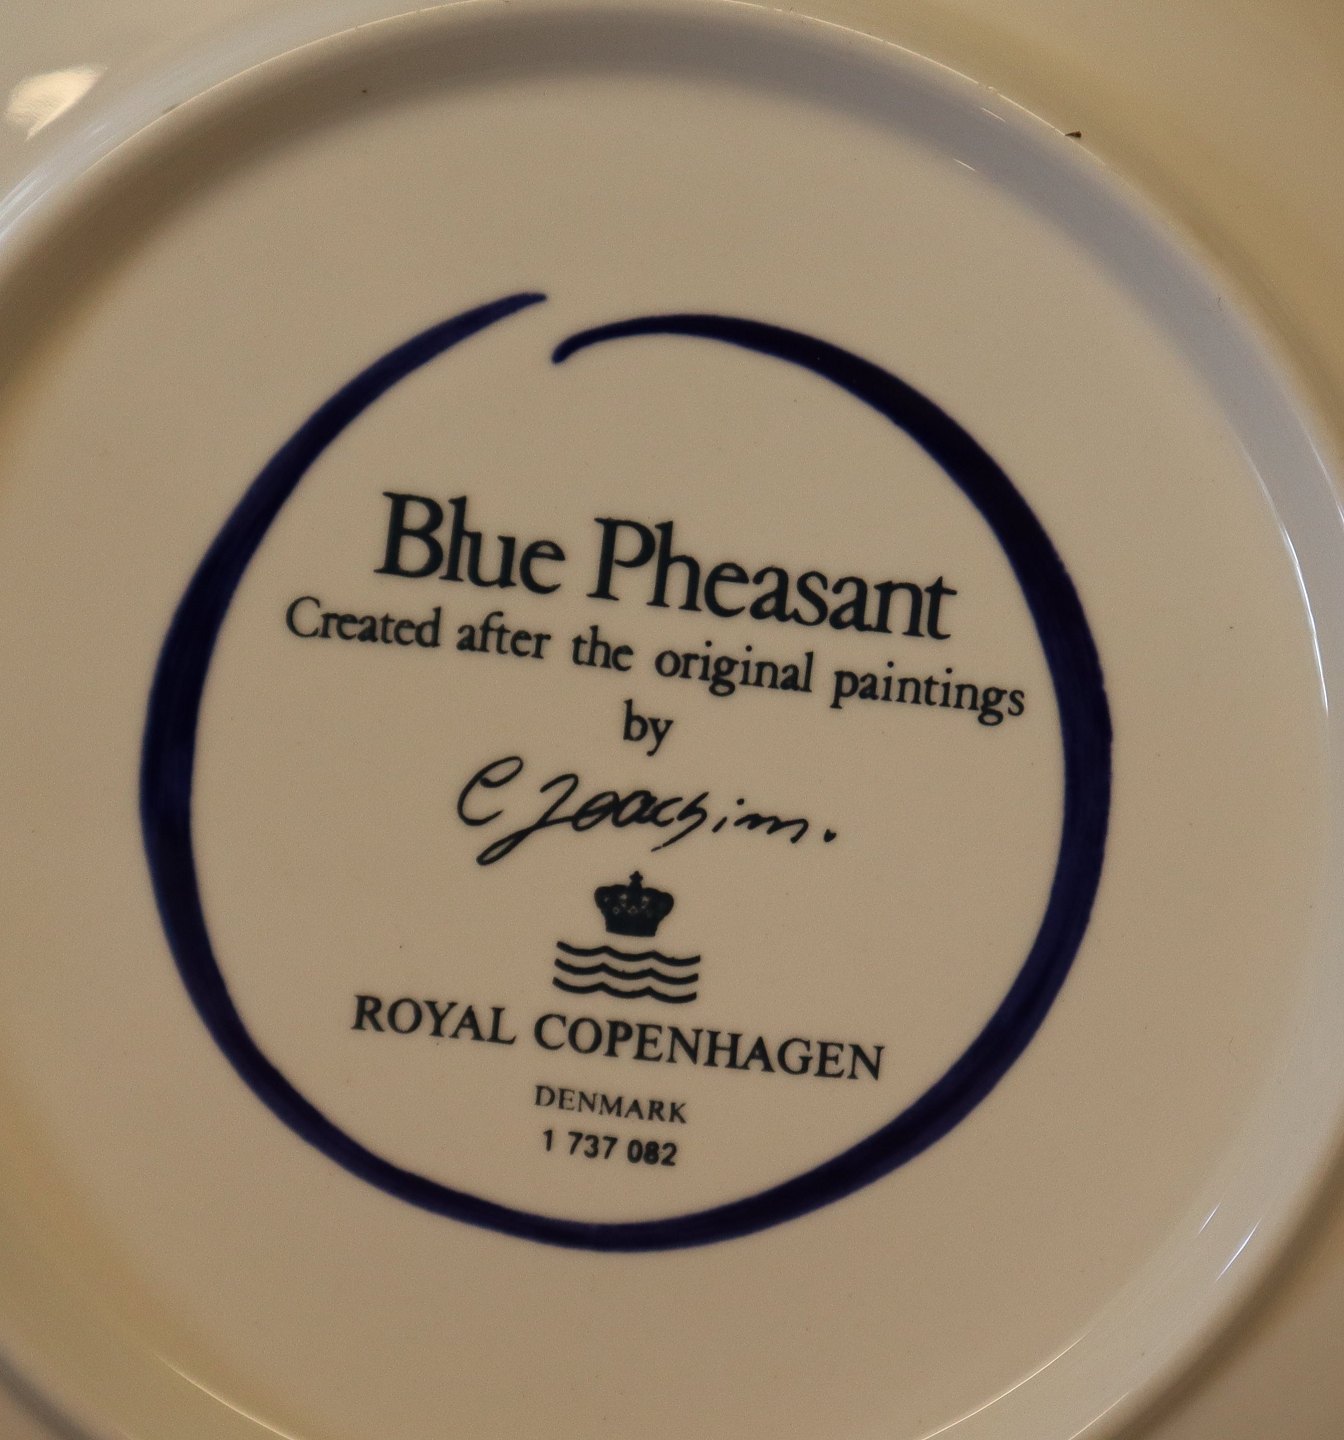 Blue Pheasant
Created after the original paintings
by
C Joachim.
ROYAL COPENHAGEN
DENMARK
1 737 082